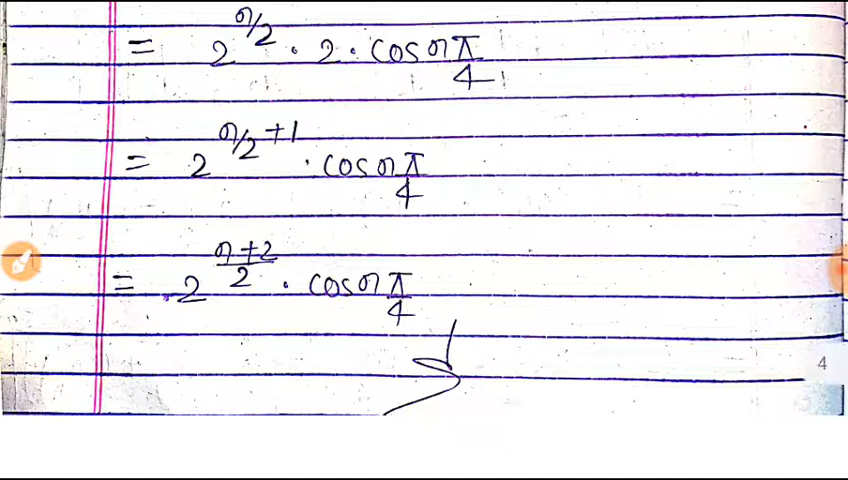 = 2^{n/2} · 2 · cos nπ/4
= 2^{n/2 + 1} · cos nπ/4
= 2^{(n+2)/2} · cos nπ/4
4